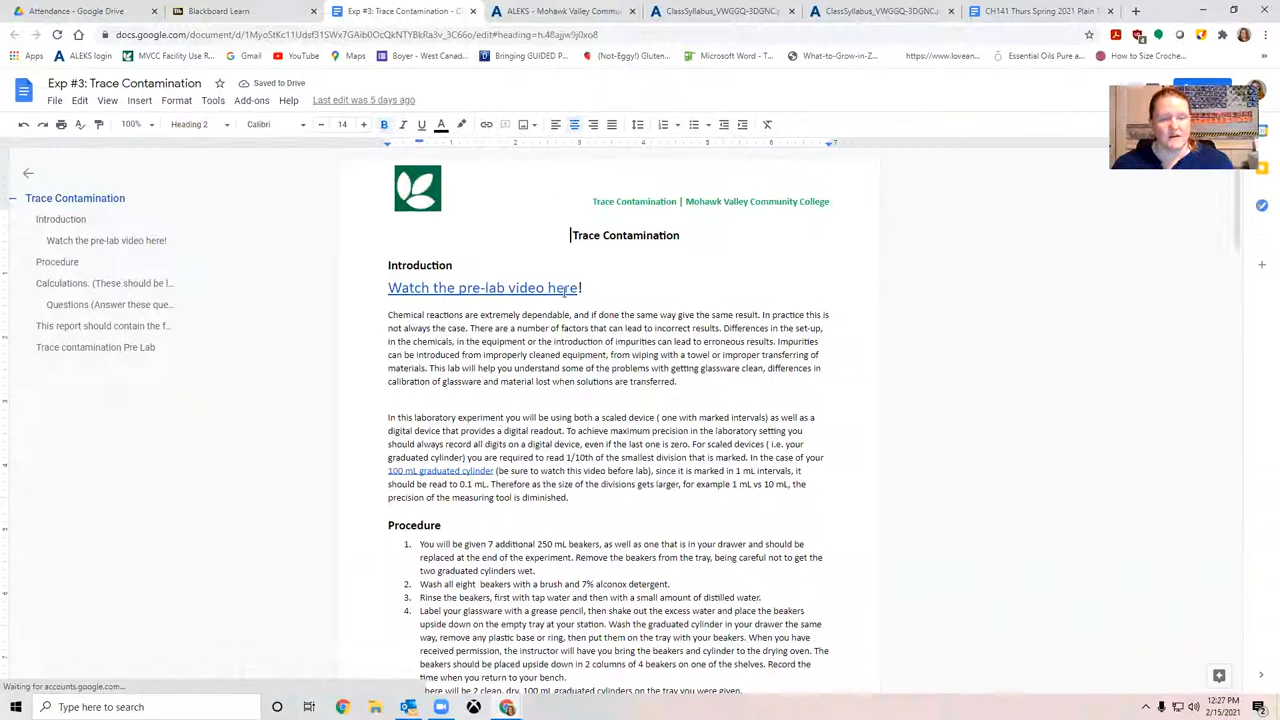 Attendance - Google Drive
Blackboard Learn
Exp #3: Trace Contamination - G
ALEKS - Mohawk Valley Commu
ClassSyllabus_VWGGQ-3DGNZ
ClassSyllabus_VWGGQ-3DGNZ
CH141 Thurs Spring 2021 Plain T
Apps
ALEKS login
MVCC Facility Use R...
Gmail
YouTube
Maps
Boyer - West Canad...
Bringing GUIDED P...
(Not-Eggy!) Gluten...
Microsoft Word - T...
What-to-Grow-in-Z...
https://www.lovean...
Essential Oils Pure a...
How to Size Croche...
Exp #3: Trace Contamination
Saved to Drive
File Edit View Insert Format Tools Add-ons Help Last edit was 5 days ago
100% Heading 2 Calibri 14
Trace Contamination
Introduction
Watch the pre-lab video here!
Procedure
Calculations. (These should be l...
Questions (Answer these que...
This report should contain the f...
Trace contamination Pre Lab
Trace Contamination | Mohawk Valley Community College
Trace Contamination
Introduction
Watch the pre-lab video here!
Chemical reactions are extremely dependable, and if done the same way give the same result. In practice this is
not always the case. There are a number of factors that can lead to incorrect results. Differences in the set-up,
in the chemicals, in the equipment or the introduction of impurities can lead to erroneous results. Impurities
can be introduced from improperly cleaned equipment, from wiping with a towel or improper transferring of
materials. This lab will help you understand some of the problems with getting glassware clean, differences in
calibration of glassware and material lost when solutions are transferred.
In this laboratory experiment you will be using both a scaled device ( one with marked intervals) as well as a
digital device that provides a digital readout. To achieve maximum precision in the laboratory setting you
should always record all digits on a digital device, even if the last one is zero. For scaled devices ( i.e. your
graduated cylinder) you are required to read 1/10th of the smallest division that is marked. In the case of your
100 mL graduated cylinder (be sure to watch this video before lab), since it is marked in 1 mL intervals, it
should be read to 0.1 mL. Therefore as the size of the divisions gets larger, for example 1 mL vs 10 mL, the
precision of the measuring tool is diminished.
Procedure
1. You will be given 7 additional 250 mL beakers, as well as one that is in your drawer and should be
replaced at the end of the experiment. Remove the beakers from the tray, being careful not to get the
two graduated cylinders wet.
2. Wash all eight beakers with a brush and 7% alconox detergent.
3. Rinse the beakers, first with tap water and then with a small amount of distilled water.
4. Label your glassware with a grease pencil, then shake out the excess water and place the beakers
upside down on the empty tray at your station. Wash the graduated cylinder in your drawer the same
way, remove any plastic base or ring, then put them on the tray with your beakers. When you have
received permission, the instructor will have you bring the beakers and cylinder to the drying oven. The
beakers should be placed upside down in 2 columns of 4 beakers on one of the shelves. Record the
time when you return to your bench.
here will be 2 clean, dry, 100 mL graduated cylinders on the tray you were given.
Waiting for accounts.google.com...
Type here to search
12:27 PM
2/15/2021